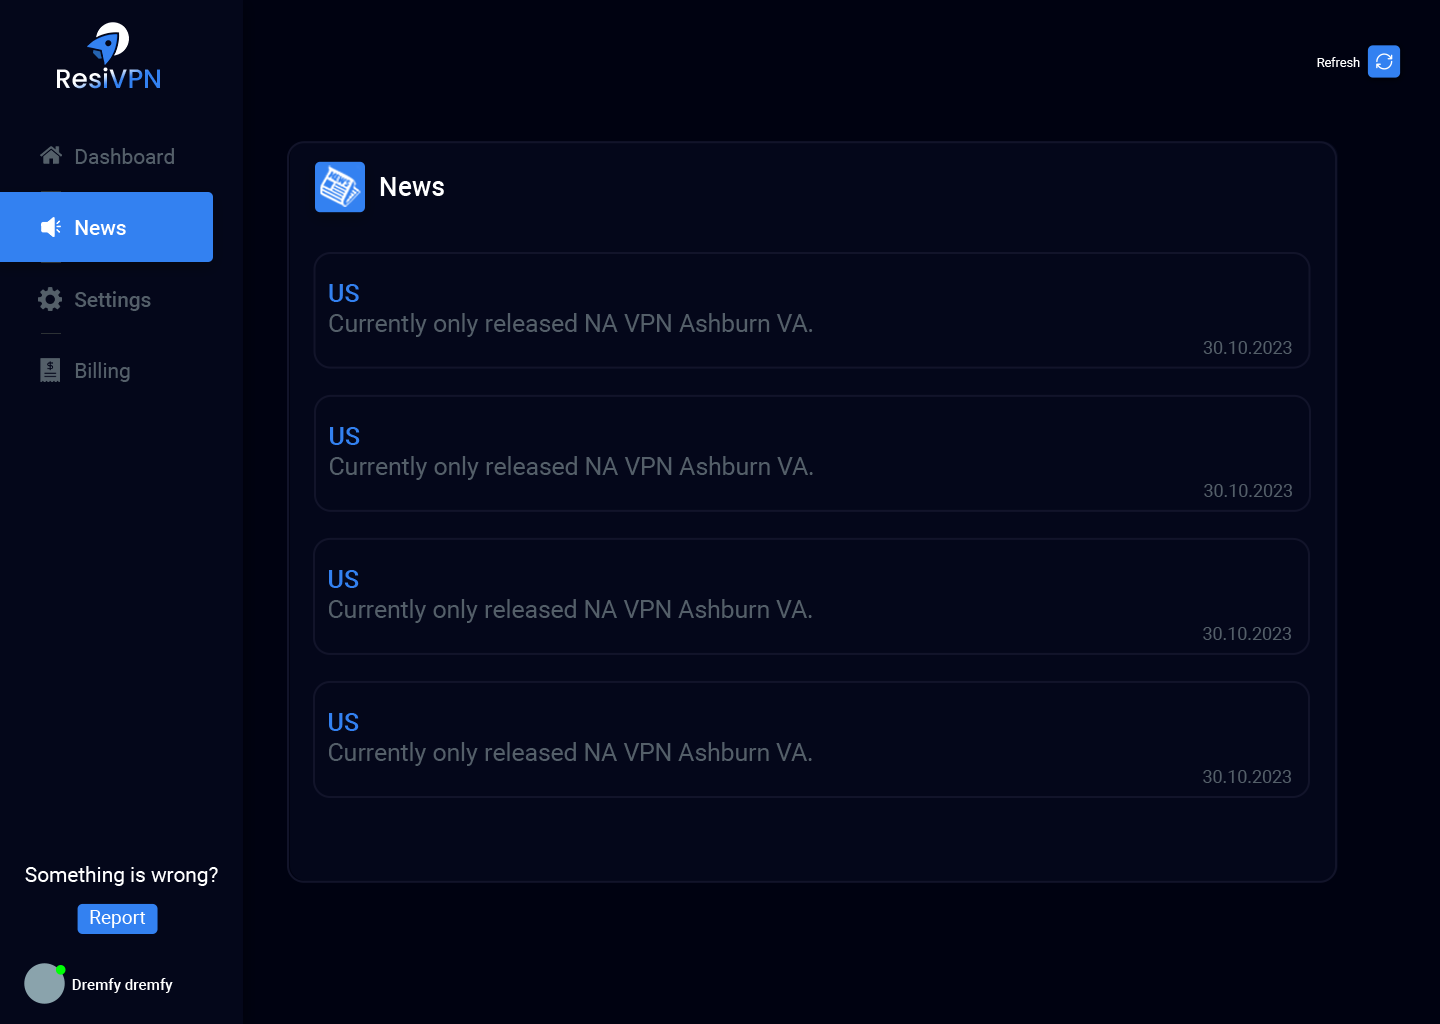 ResiVPN
Refresh
Dashboard
News
Settings
Billing
News
US
Currently only released NA VPN Ashburn VA.
30.10.2023
US
Currently only released NA VPN Ashburn VA.
30.10.2023
US
Currently only released NA VPN Ashburn VA.
30.10.2023
US
Currently only released NA VPN Ashburn VA.
30.10.2023
Something is wrong?
Report
Dremfy dremfy